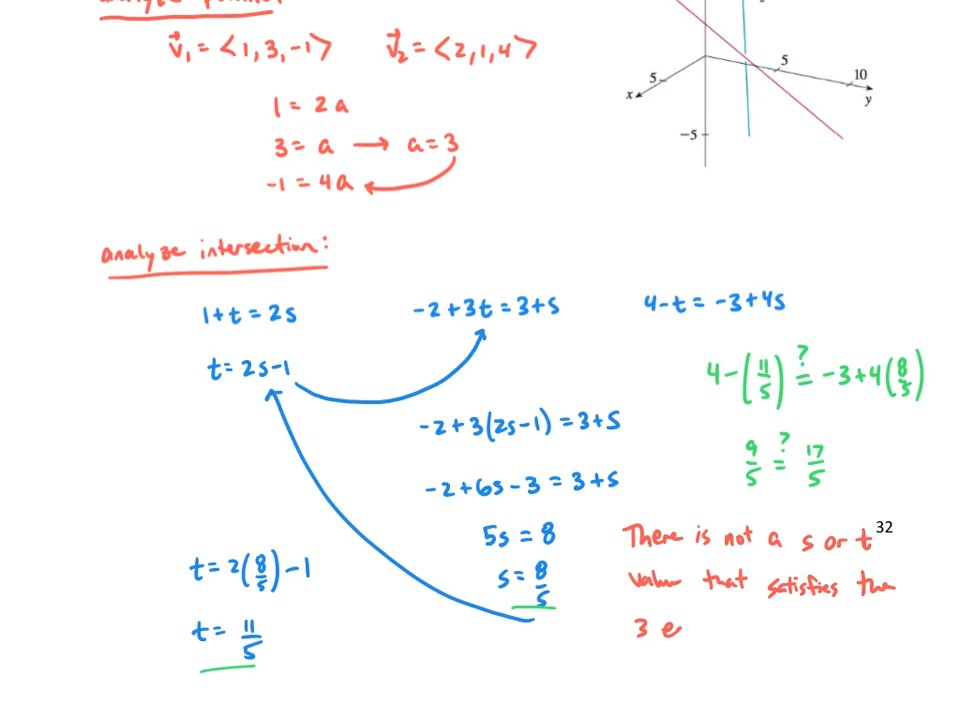 analyze
v⃗₁ = <1, 3, -1>
v⃗₂ = <2, 1, 4>
1 = 2a
3 = a → a = 3
-1 = 4a
5
10
5
x
y
-5
analyze intersection:
1+t = 2s
-2+3t = 3+s
4-t = -3+4s
t = 2s-1
4-(11/5) ?= -3+4(8/5)
-2+3(2s-1) = 3+s
9/5 ?= 17/5
-2+6s-3 = 3+s
5s = 8
There is not a s or t
32
t = 2(8/5)-1
s = 8/5
value that satisfies the
t = 11/5
3 e